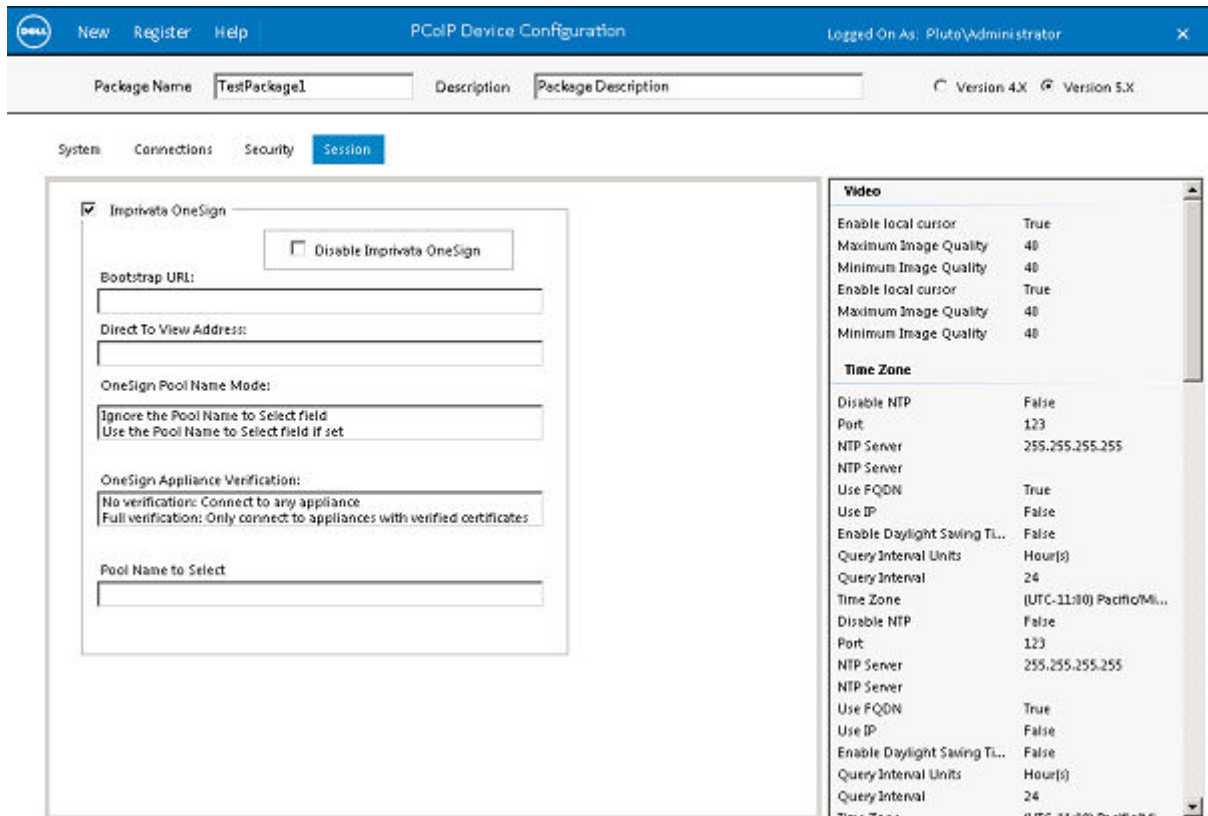 DELL New Register Help PCoIP Device Configuration Logged On As: Pluto\Administrator
Package Name TestPackage1 Description Package Description Version 4.X Version 5.X
System Connections Security Session
Imprivata OneSign
Disable Imprivata OneSign
Bootstrap URL:
Direct To View Address:
OneSign Pool Name Mode:
Ignore the Pool Name to Select field
Use the Pool Name to Select field if set
OneSign Appliance Verification:
No verification: Connect to any appliance
Full verification: Only connect to appliances with verified certificates
Pool Name to Select
Video
Enable local cursor True
Maximum Image Quality 40
Minimum Image Quality 40
Enable local cursor True
Maximum Image Quality 40
Minimum Image Quality 40
Time Zone
Disable NTP False
Port 123
NTP Server 255.255.255.255
NTP Server
Use FQDN True
Use IP False
Enable Daylight Saving Ti... False
Query Interval Units Hour(s)
Query Interval 24
Time Zone (UTC-11:00) Pacific/Mi...
Disable NTP False
Port 123
NTP Server 255.255.255.255
NTP Server
Use FQDN True
Use IP False
Enable Daylight Saving Ti... False
Query Interval Units Hour(s)
Query Interval 24